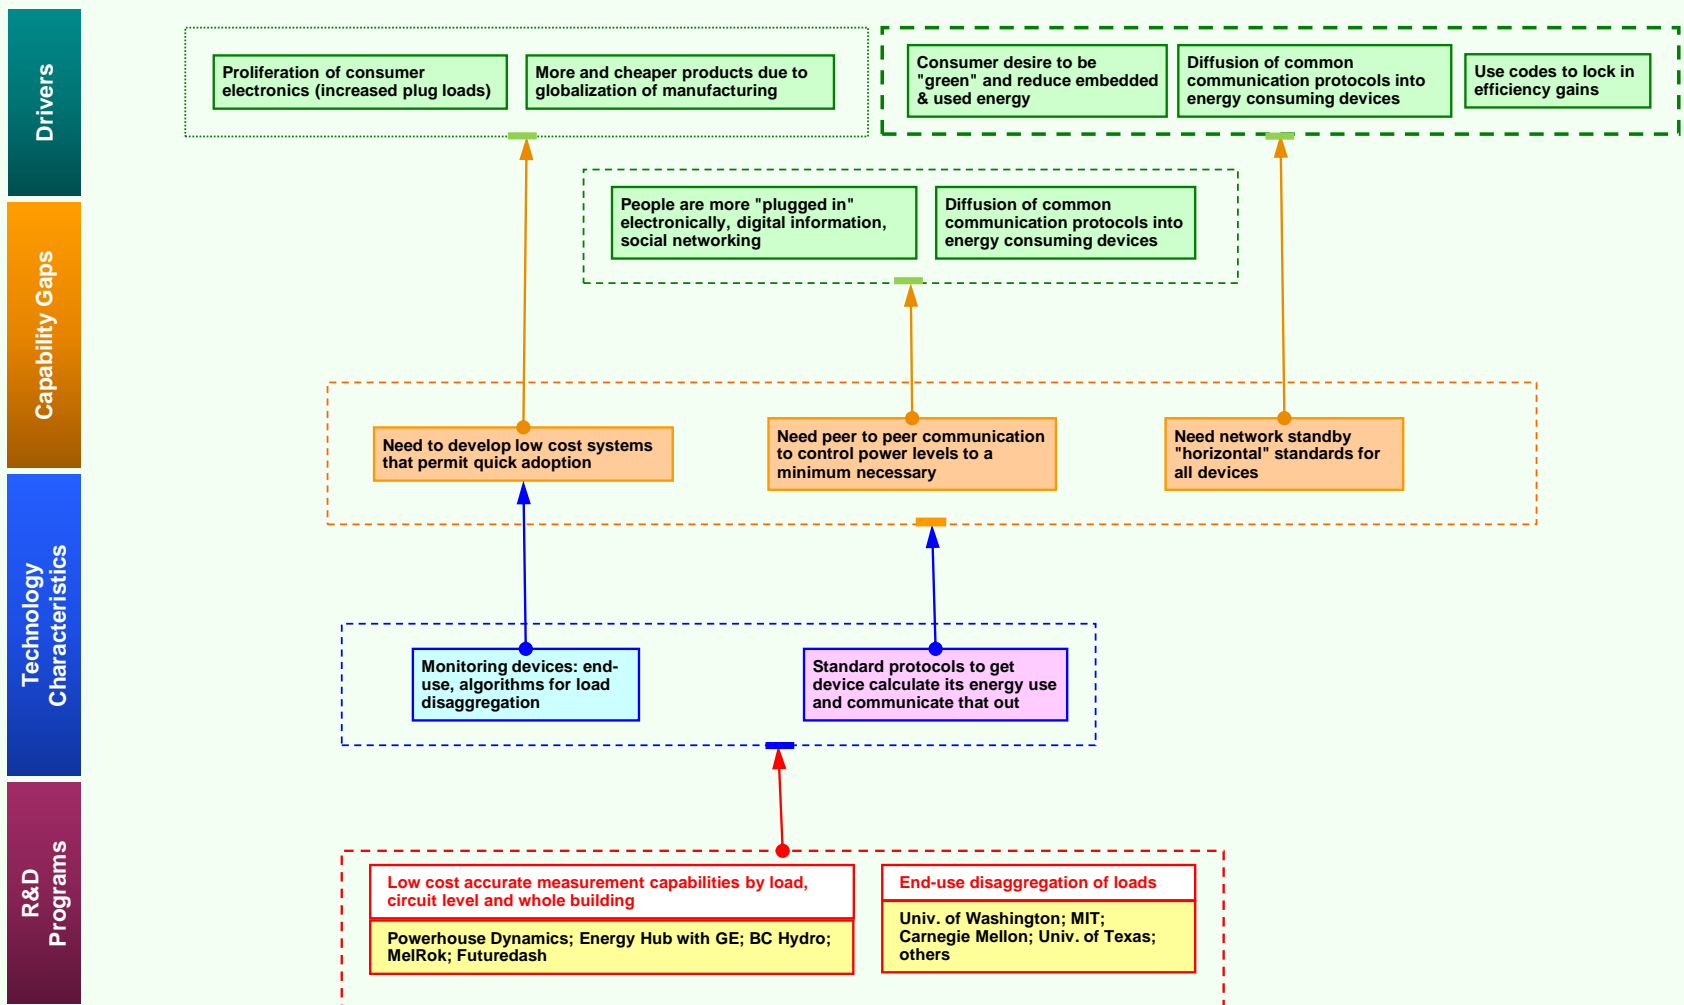 Drivers
Proliferation of consumer
electronics (increased plug loads)
More and cheaper products due to
globalization of manufacturing
Consumer desire to be
"green" and reduce embedded
& used energy
Diffusion of common
communication protocols into
energy consuming devices
Use codes to lock in
efficiency gains
People are more "plugged in"
electronically, digital information,
social networking
Diffusion of common
communication protocols into
energy consuming devices
Capability Gaps
Need to develop low cost systems
that permit quick adoption
Need peer to peer communication
to control power levels to a
minimum necessary
Need network standby
"horizontal" standards for
all devices
Technology
Characteristics
Monitoring devices: end-
use, algorithms for load
disaggregation
Standard protocols to get
device calculate its energy use
and communicate that out
R&D
Programs
Low cost accurate measurement capabilities by load,
circuit level and whole building
Powerhouse Dynamics; Energy Hub with GE; BC Hydro;
MelRok; Futuredash
End-use disaggregation of loads
Univ. of Washington; MIT;
Carnegie Mellon; Univ. of Texas;
others